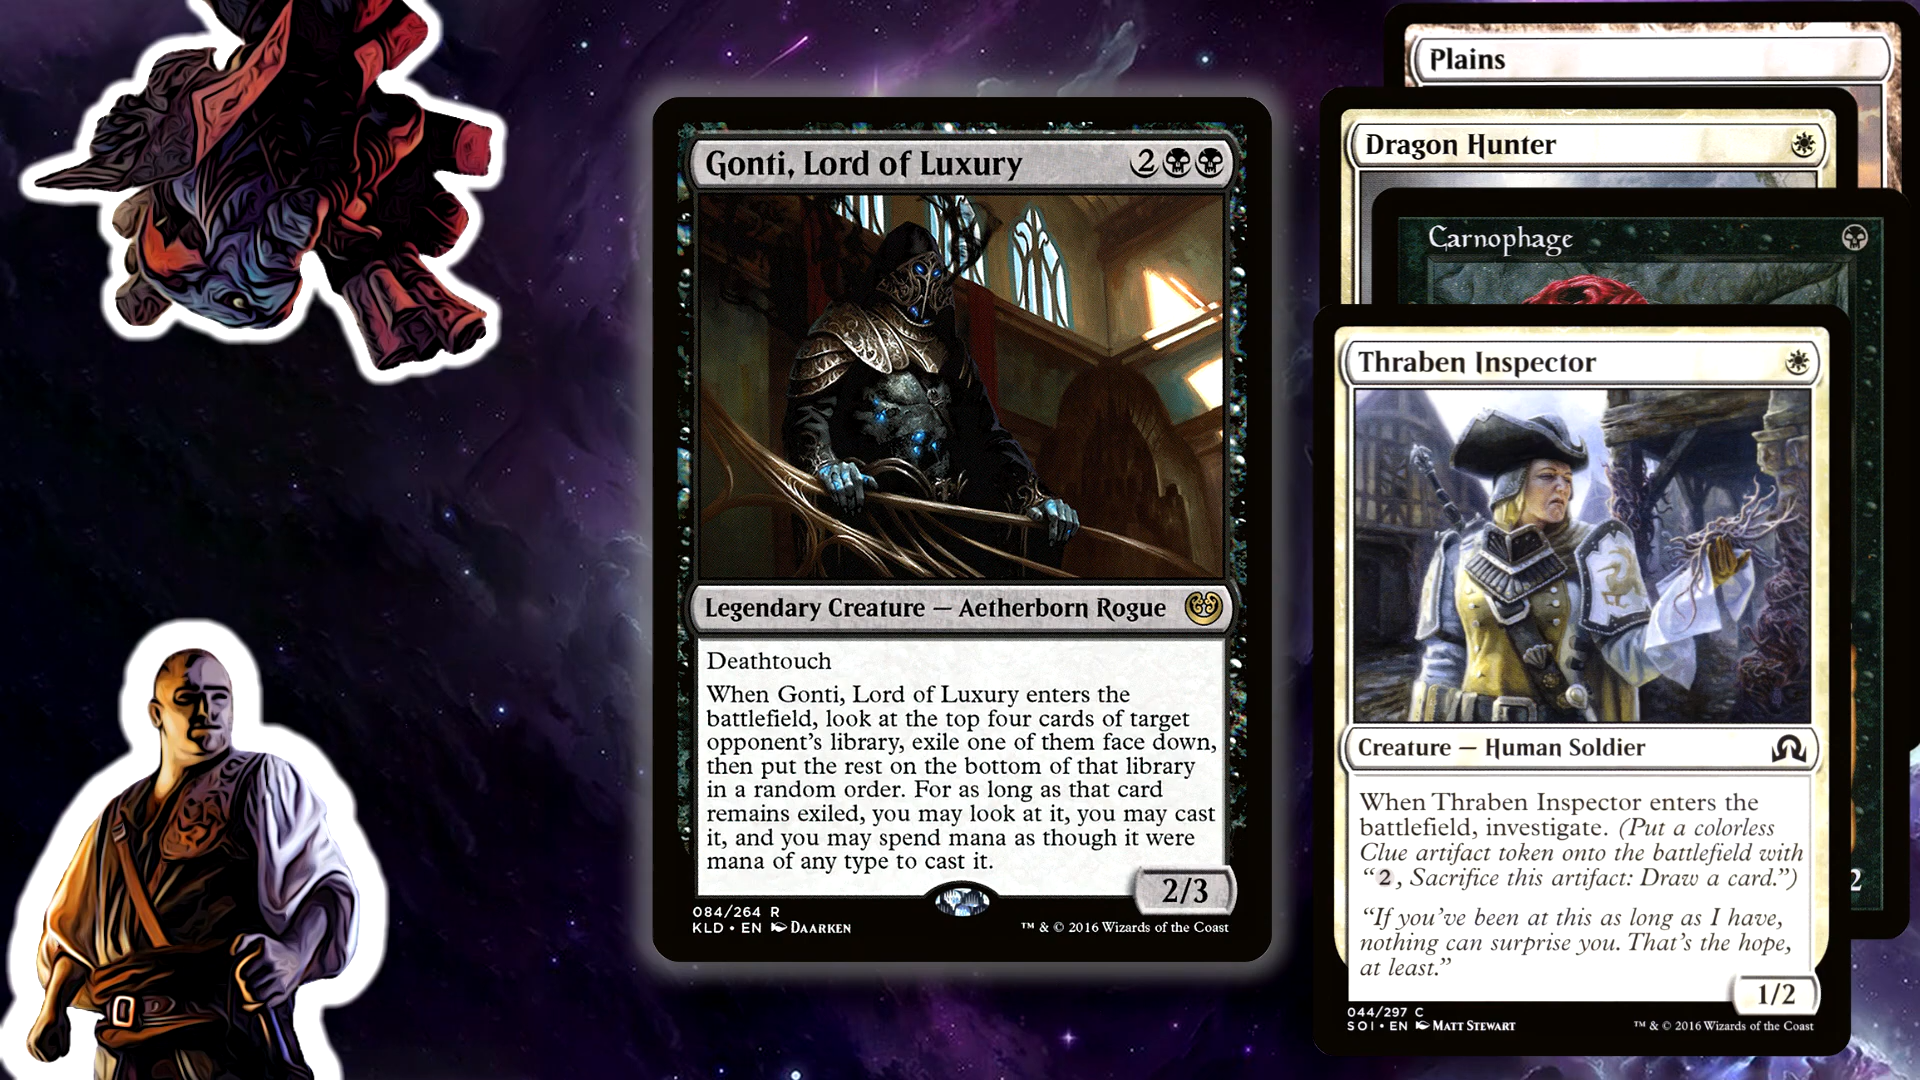 Gonti, Lord of Luxury 2
Legendary Creature — Aetherborn Rogue
Deathtouch
When Gonti, Lord of Luxury enters the
battlefield, look at the top four cards of target
opponent's library, exile one of them face down,
then put the rest on the bottom of that library
in a random order. For as long as that card
remains exiled, you may look at it, you may cast
it, and you may spend mana as though it were
mana of any type to cast it.
2/3
084/264 R
KLD • EN DAARKEN
™ & © 2016 Wizards of the Coast
Plains
Dragon Hunter
Carnophage
2
Thraben Inspector
Creature — Human Soldier
When Thraben Inspector enters the
battlefield, investigate. (Put a colorless
Clue artifact token onto the battlefield with
“2, Sacrifice this artifact: Draw a card.”)
“If you've been at this as long as I have,
nothing can surprise you. That's the hope,
at least.”
1/2
044/297 C
SOI • EN MATT STEWART
™ & © 2016 Wizards of the Coast